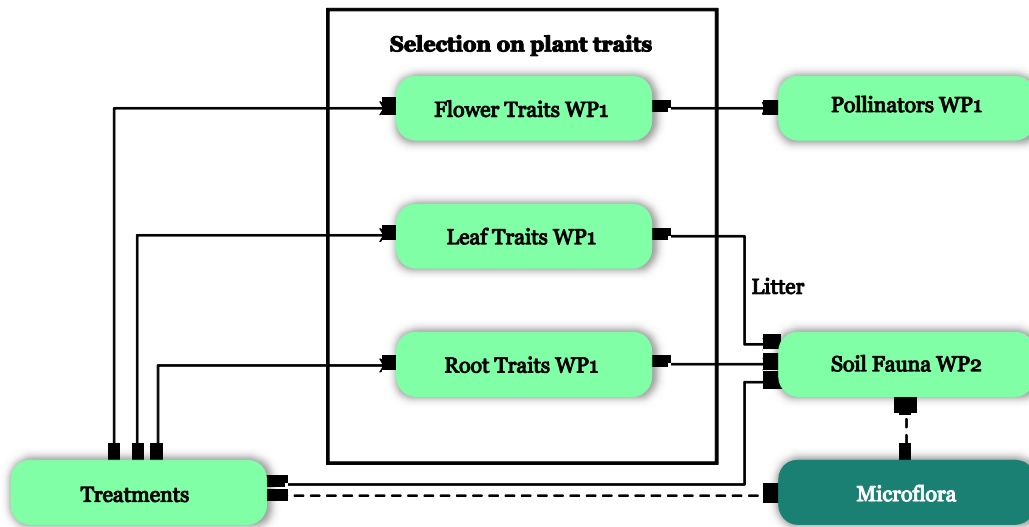 Selection on plant traits
Flower Traits WP1
Pollinators WP1
Leaf Traits WP1
Litter
Root Traits WP1
Soil Fauna WP2
Treatments
Microflora